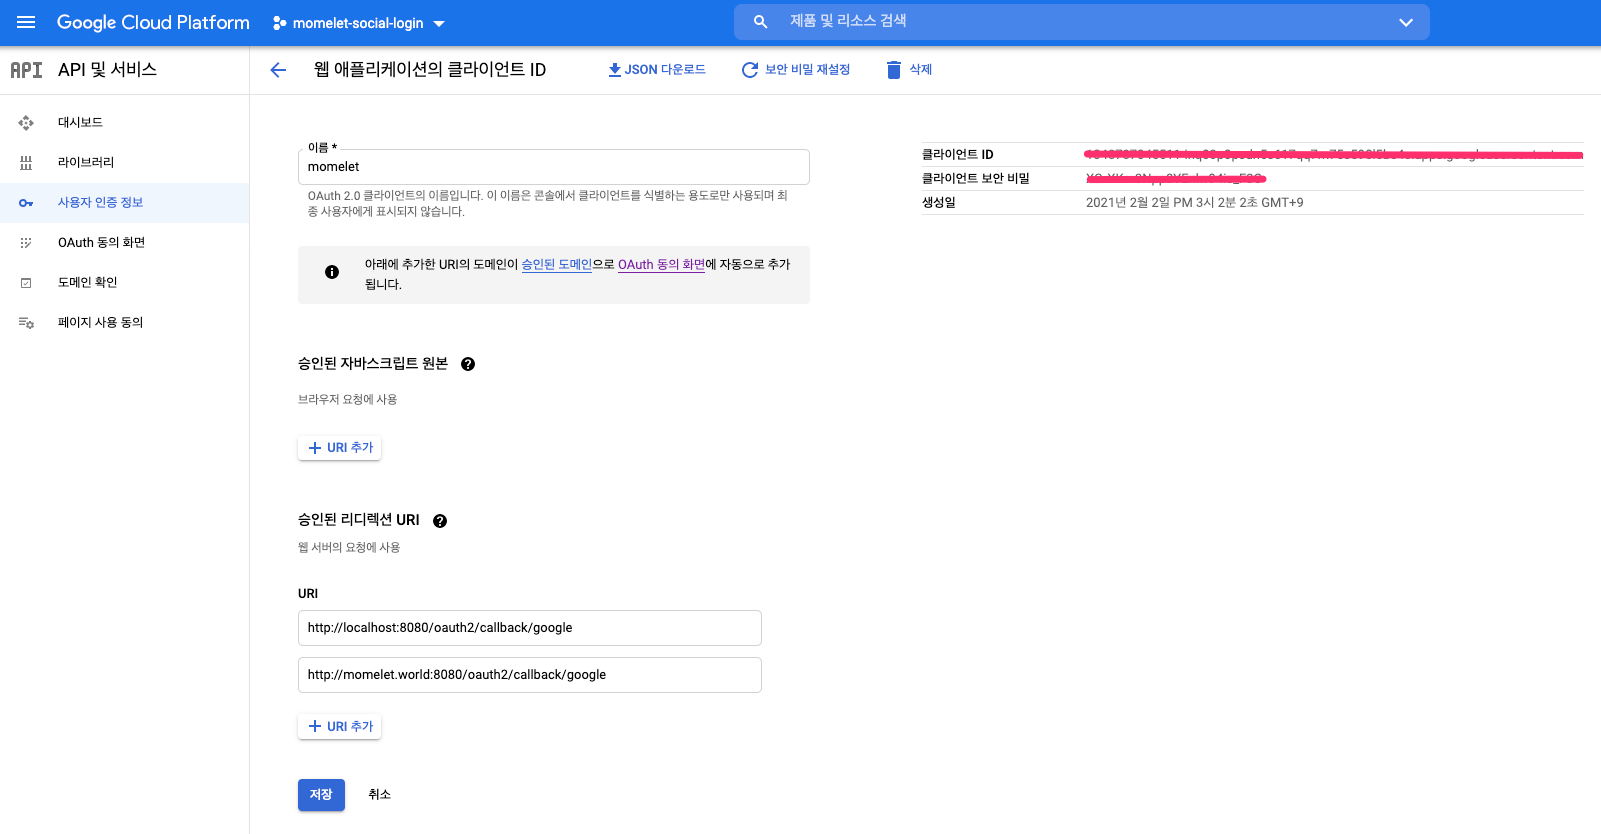 Google Cloud Platform
momelet-social-login
제품 및 리소스 검색
API
API 및 서비스
웹 애플리케이션의 클라이언트 ID
JSON 다운로드
보안 비밀 재설정
삭제
대시보드
라이브러리
사용자 인증 정보
OAuth 동의 화면
도메인 확인
페이지 사용 동의
이름 *
momelet
OAuth 2.0 클라이언트의 이름입니다. 이 이름은 콘솔에서 클라이언트를 식별하는 용도로만 사용되며 최
종 사용자에게 표시되지 않습니다.
아래에 추가한 URI의 도메인이 승인된 도메인으로 OAuth 동의 화면에 자동으로 추가
됩니다.
승인된 자바스크립트 원본
브라우저 요청에 사용
URI 추가
승인된 리디렉션 URI
웹 서버의 요청에 사용
URI
http://localhost:8080/oauth2/callback/google
http://momelet.world:8080/oauth2/callback/google
URI 추가
저장
취소
클라이언트 ID
클라이언트 보안 비밀
생성일
2021년 2월 2일 PM 3시 2분 2초 GMT+9